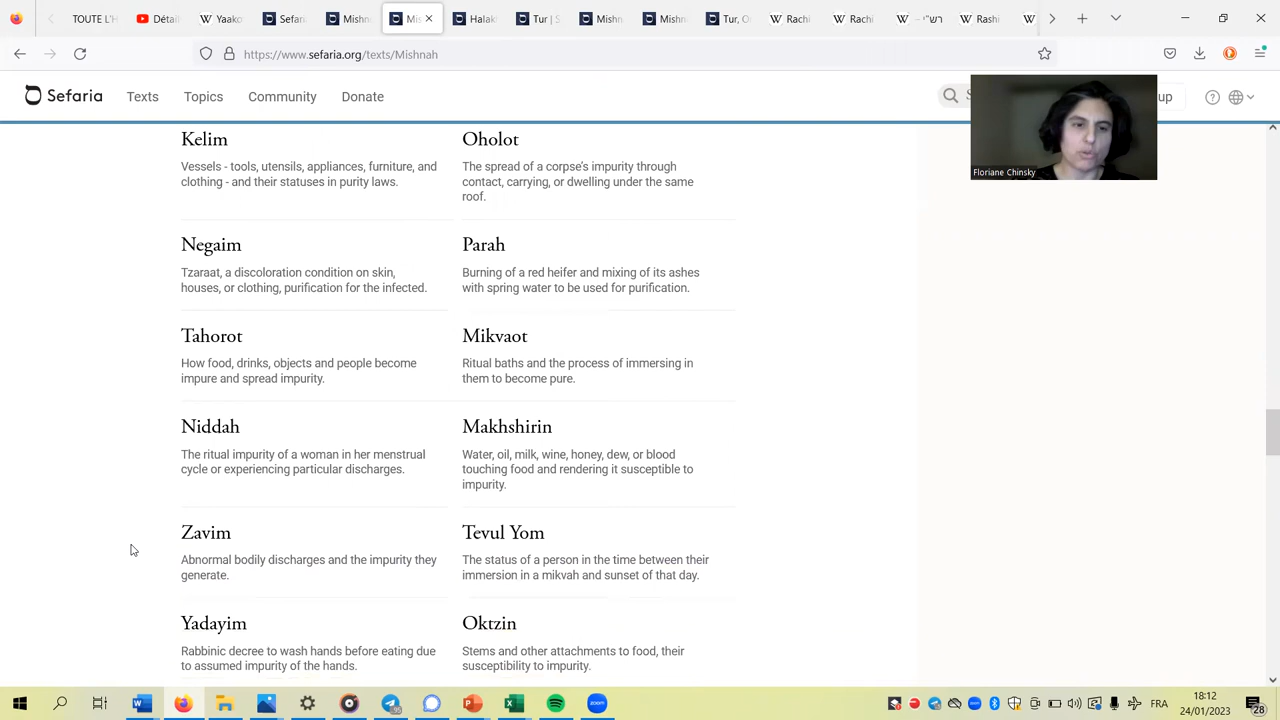 TOUTE L'H
Détail
Yaako
Sefar
Mishn
Mis
Halak
Tur | S
Mishn
Mishn
Tur, O
Rachi
Rachi
רש"י – ו
Rachi
https://www.sefaria.org/texts/Mishnah
Sefaria
Texts
Topics
Community
Donate
S
up
Floriane Chinsky
Kelim
Vessels - tools, utensils, appliances, furniture, and
clothing - and their statuses in purity laws.
Oholot
The spread of a corpse's impurity through
contact, carrying, or dwelling under the same
roof.
Negaim
Tzaraat, a discoloration condition on skin,
houses, or clothing, purification for the infected.
Parah
Burning of a red heifer and mixing of its ashes
with spring water to be used for purification.
Tahorot
How food, drinks, objects and people become
impure and spread impurity.
Mikvaot
Ritual baths and the process of immersing in
them to become pure.
Niddah
The ritual impurity of a woman in her menstrual
cycle or experiencing particular discharges.
Makhshirin
Water, oil, milk, wine, honey, dew, or blood
touching food and rendering it susceptible to
impurity.
Zavim
Abnormal bodily discharges and the impurity they
generate.
Tevul Yom
The status of a person in the time between their
immersion in a mikvah and sunset of that day.
Yadayim
Rabbinic decree to wash hands before eating due
to assumed impurity of the hands.
Oktzin
Stems and other attachments to food, their
susceptibility to impurity.
95
FRA
18:12
24/01/2023
28